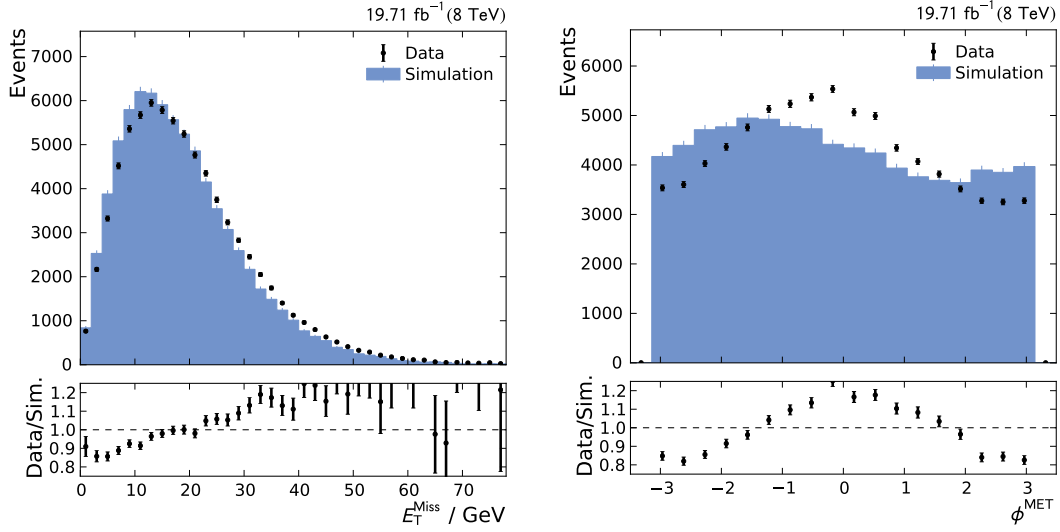 19.71 fb⁻¹(8 TeV)
Events
Data
Simulation
7000
6000
5000
4000
3000
2000
1000
0
Data/Sim.
1.2
1.1
1.0
0.9
0.8
0 10 20 30 40 50 60 70
E_T^Miss / GeV
19.71 fb⁻¹(8 TeV)
Events
Data
Simulation
6000
5000
4000
3000
2000
1000
0
Data/Sim.
1.2
1.1
1.0
0.9
0.8
−3 −2 −1 0 1 2 3
ϕ^MET